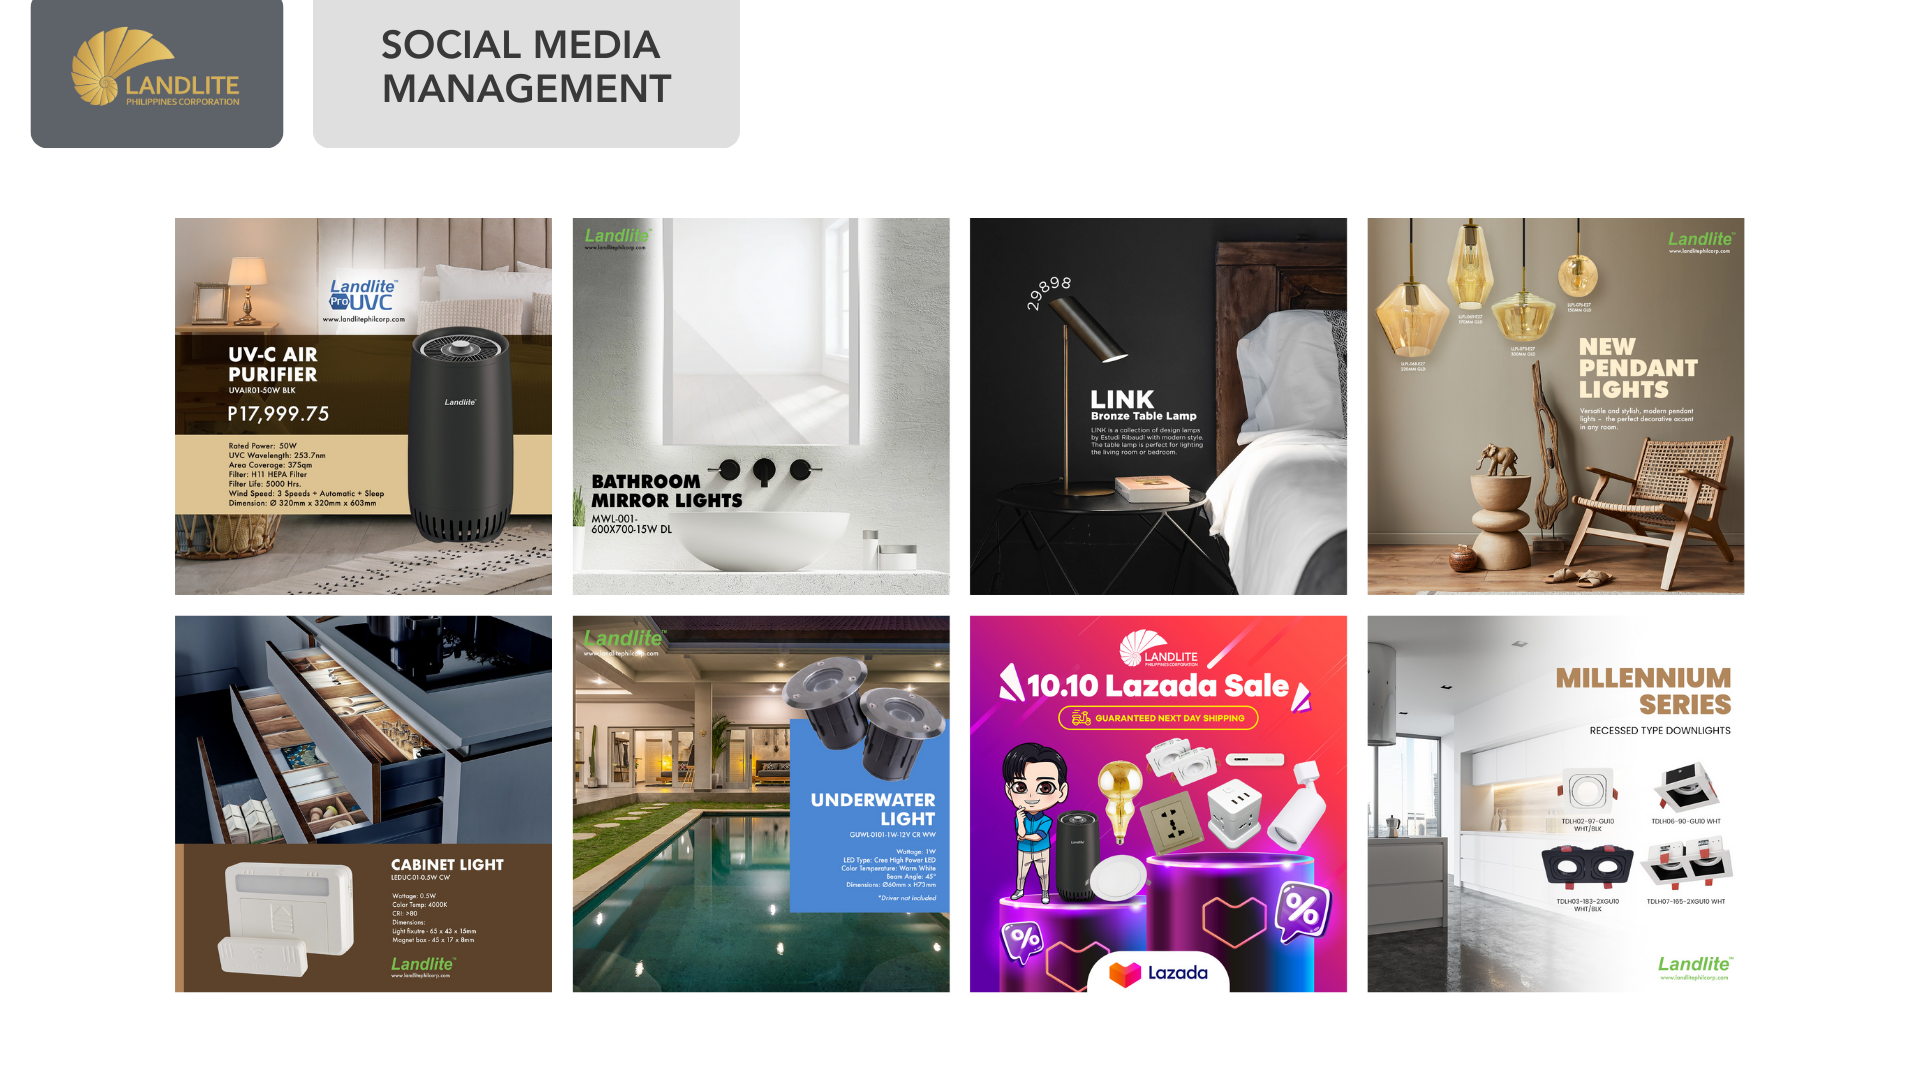 LANDLITE
PHILIPPINES CORPORATION
SOCIAL MEDIA
MANAGEMENT
Landlite™
Pro UVC
www.landlitephilcorp.com
UV-C AIR
PURIFIER
UVAIR01-50W BLK
P17,999.75
Landlite
Rated Power: 50W
UVC Wavelength: 253.7nm
Area Coverage: 375qm
Filter: H11 HEPA Filter
Filter Life: 5000 Hrs.
Wind Speed: 3 Speeds + Automatic + Sleep
Dimension: Ø 320mm x 320mm x 603mm
Landlite™
www.landlitephilcorp.com
BATHROOM
MIRROR LIGHTS
MWL-001-
600X700-15W DL
29898
LINK
Bronze Table Lamp
LINK is a collection of design lamps
by Estudi Ribaudí with modern style.
The table lamp is perfect for lighting
the living room or bedroom.
Landlite™
www.landlitephilcorp.com
NEW
PENDANT
LIGHTS
Versatile and stylish, modern pendant
lights – the perfect decorative accent
in any room.
CABINET LIGHT
LEDUC01-0.5W CW
Wattage: 0.5W
Color Temp: 4000K
CRI: >80
Dimensions:
Light fixutre - 65 x 43 x 15mm
Magnet box - 45 x 17 x 8mm
Landlite™
www.landlitephilcorp.com
Landlite™
www.landlitephilcorp.com
UNDERWATER
LIGHT
GUWL-0101-1W-12V CR WW
Wattage: 1W
LED Type: Cree High Power LED
Color Temperature: Warm White
Beam Angle: 45°
Dimensions: Ø60mm x H73mm
*Driver not included
LANDLITE
PHILIPPINES CORPORATION
10.10 Lazada Sale
GUARANTEED NEXT DAY SHIPPING
%
%
Lazada
MILLENNIUM
SERIES
RECESSED TYPE DOWNLIGHTS
TDLH02-97-GU10
WHT/BLK
TDLH06-90-GU10 WHT
TDLH03-183-2XGU10
WHT/BLK
TDLH07-165-2XGU10 WHT
Landlite™
www.landlitephilcorp.com